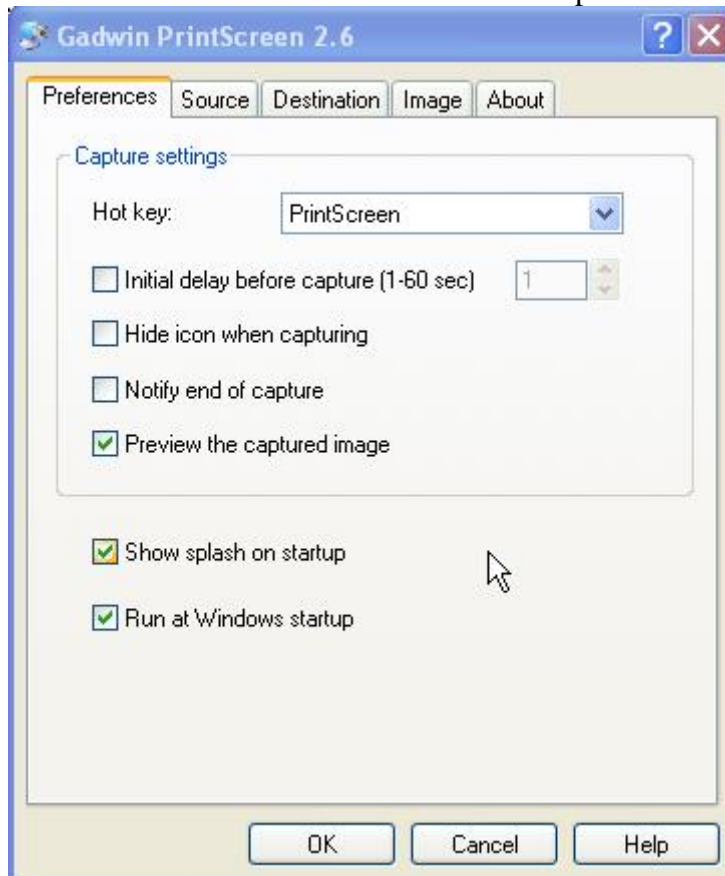 Gadwin PrintScreen 2.6
Preferences Source Destination Image About
Capture settings
Hot key: PrintScreen
Initial delay before capture (1-60 sec) 1
Hide icon when capturing
Notify end of capture
Preview the captured image
Show splash on startup
Run at Windows startup
OK Cancel Help